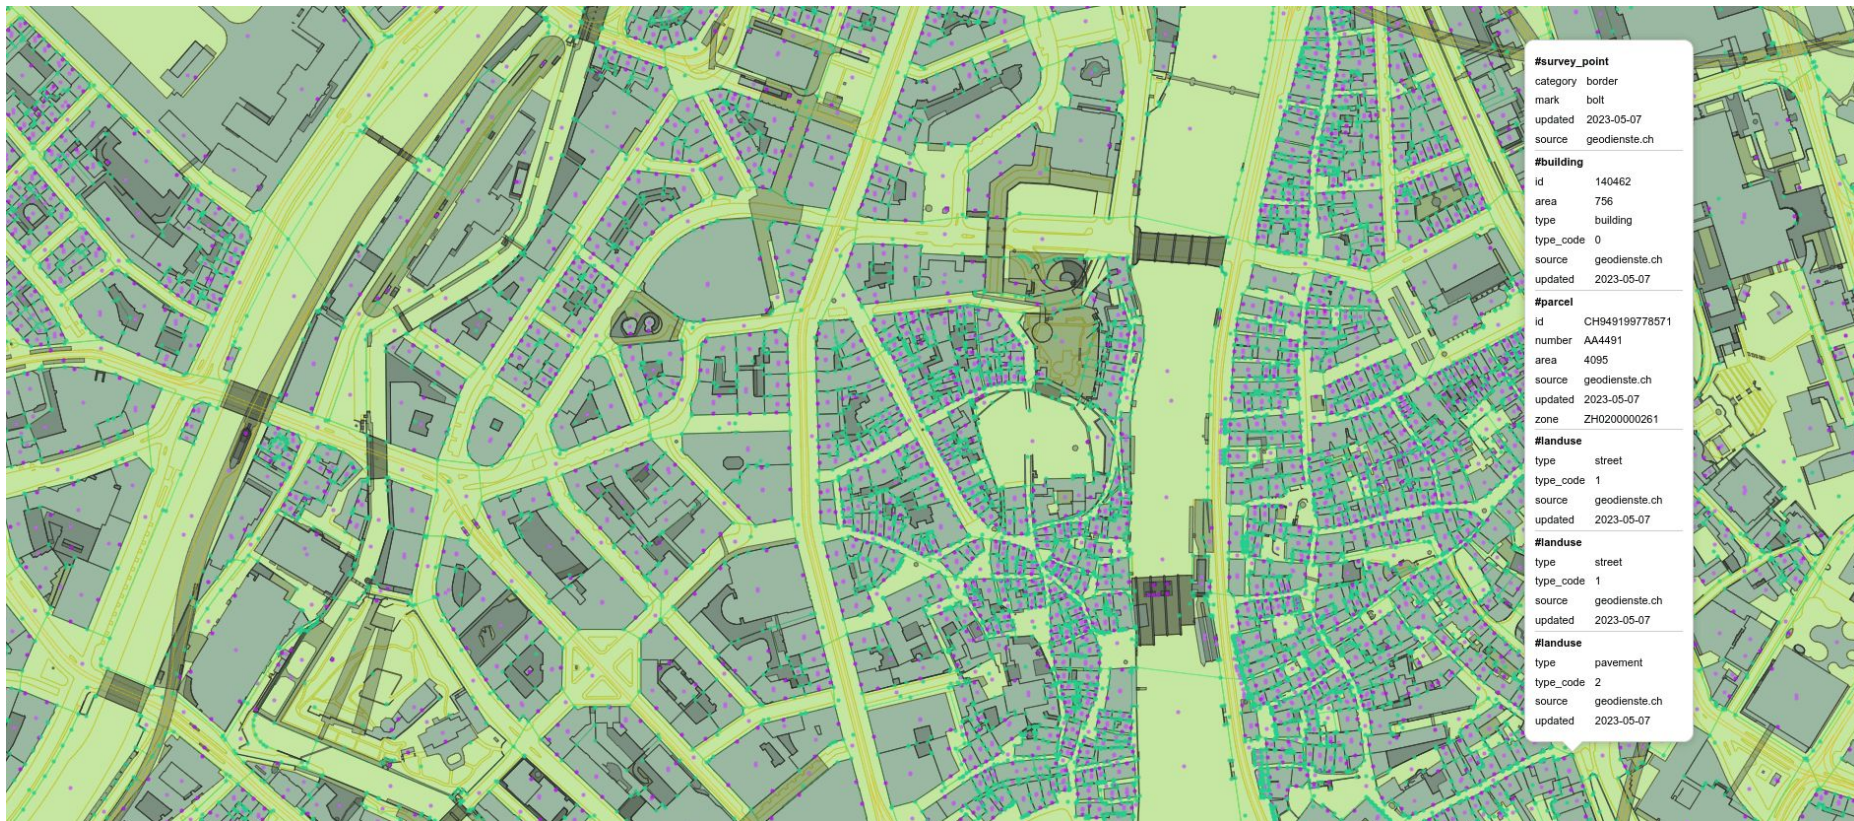 #survey_point
category border
mark bolt
updated 2023-05-07
source geodienste.ch
#building
id 140462
area 756
type building
type_code 0
source geodienste.ch
updated 2023-05-07
#parcel
id CH949199778571
number AA4491
area 4095
source geodienste.ch
updated 2023-05-07
zone ZH0200000261
#landuse
type street
type_code 1
source geodienste.ch
updated 2023-05-07
#landuse
type street
type_code 1
source geodienste.ch
updated 2023-05-07
#landuse
type pavement
type_code 2
source geodienste.ch
updated 2023-05-07